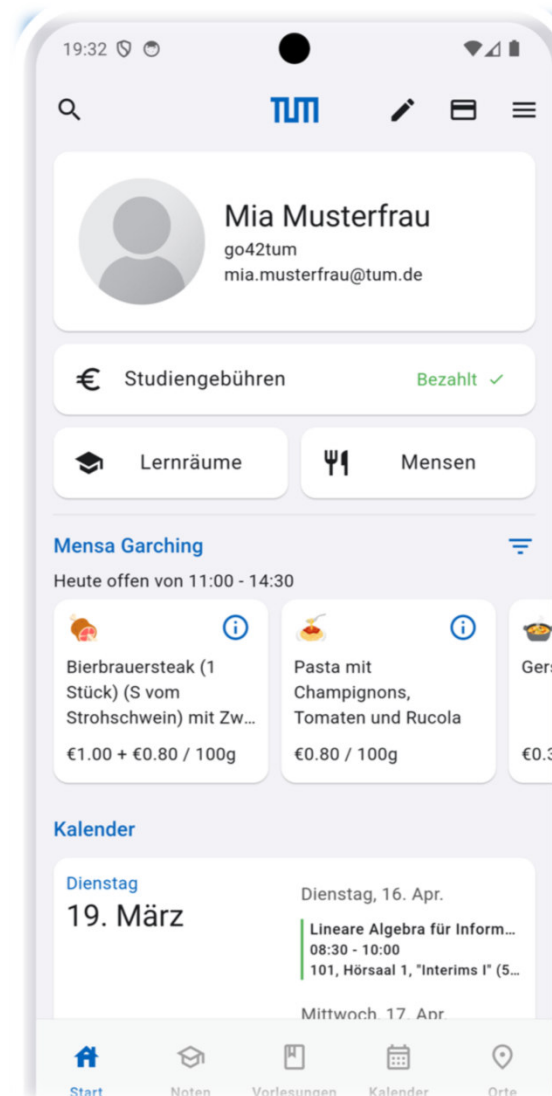 19:32
TUM
Mia Musterfrau
go42tum
mia.musterfrau@tum.de
€ Studiengebühren Bezahlt ✓
Lernräume Mensen
Mensa Garching
Heute offen von 11:00 - 14:30
Bierbrauersteak (1
Stück) (S vom
Strohschwein) mit Zw...
€1.00 + €0.80 / 100g
Pasta mit
Champignons,
Tomaten und Rucola
€0.80 / 100g
Gers
€0.3
Kalender
Dienstag
19. März
Dienstag, 16. Apr.
Lineare Algebra für Inform...
08:30 - 10:00
101, Hörsaal 1, "Interims I" (5...
Mittwoch, 17. Apr.
Start Noten Vorlesungen Kalender Orte